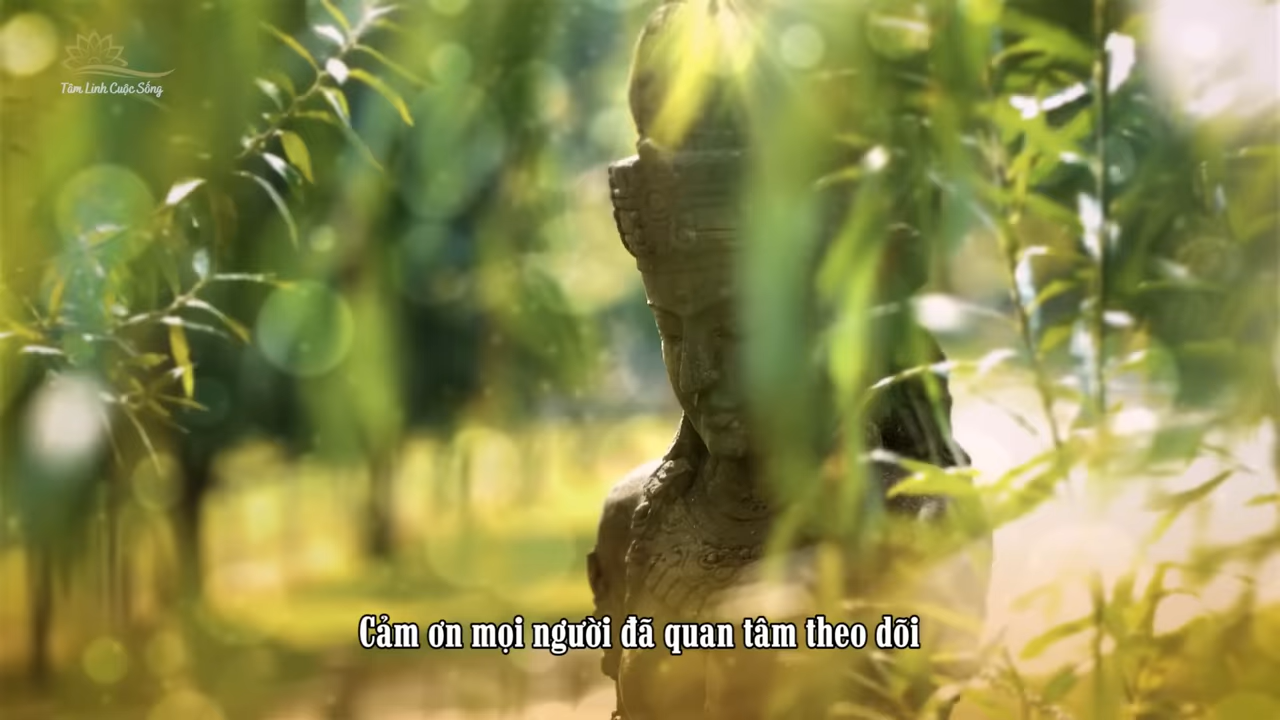 Tâm Linh Cuộc Sống
Cảm ơn mọi người đã quan tâm theo dõi